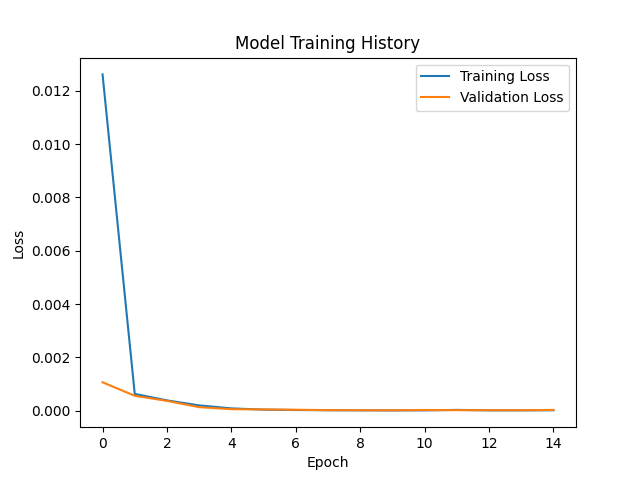 Model Training History
Training Loss
Validation Loss
0.012
0.010
0.008
0.006
0.004
0.002
0.000
Loss
0 2 4 6 8 10 12 14
Epoch